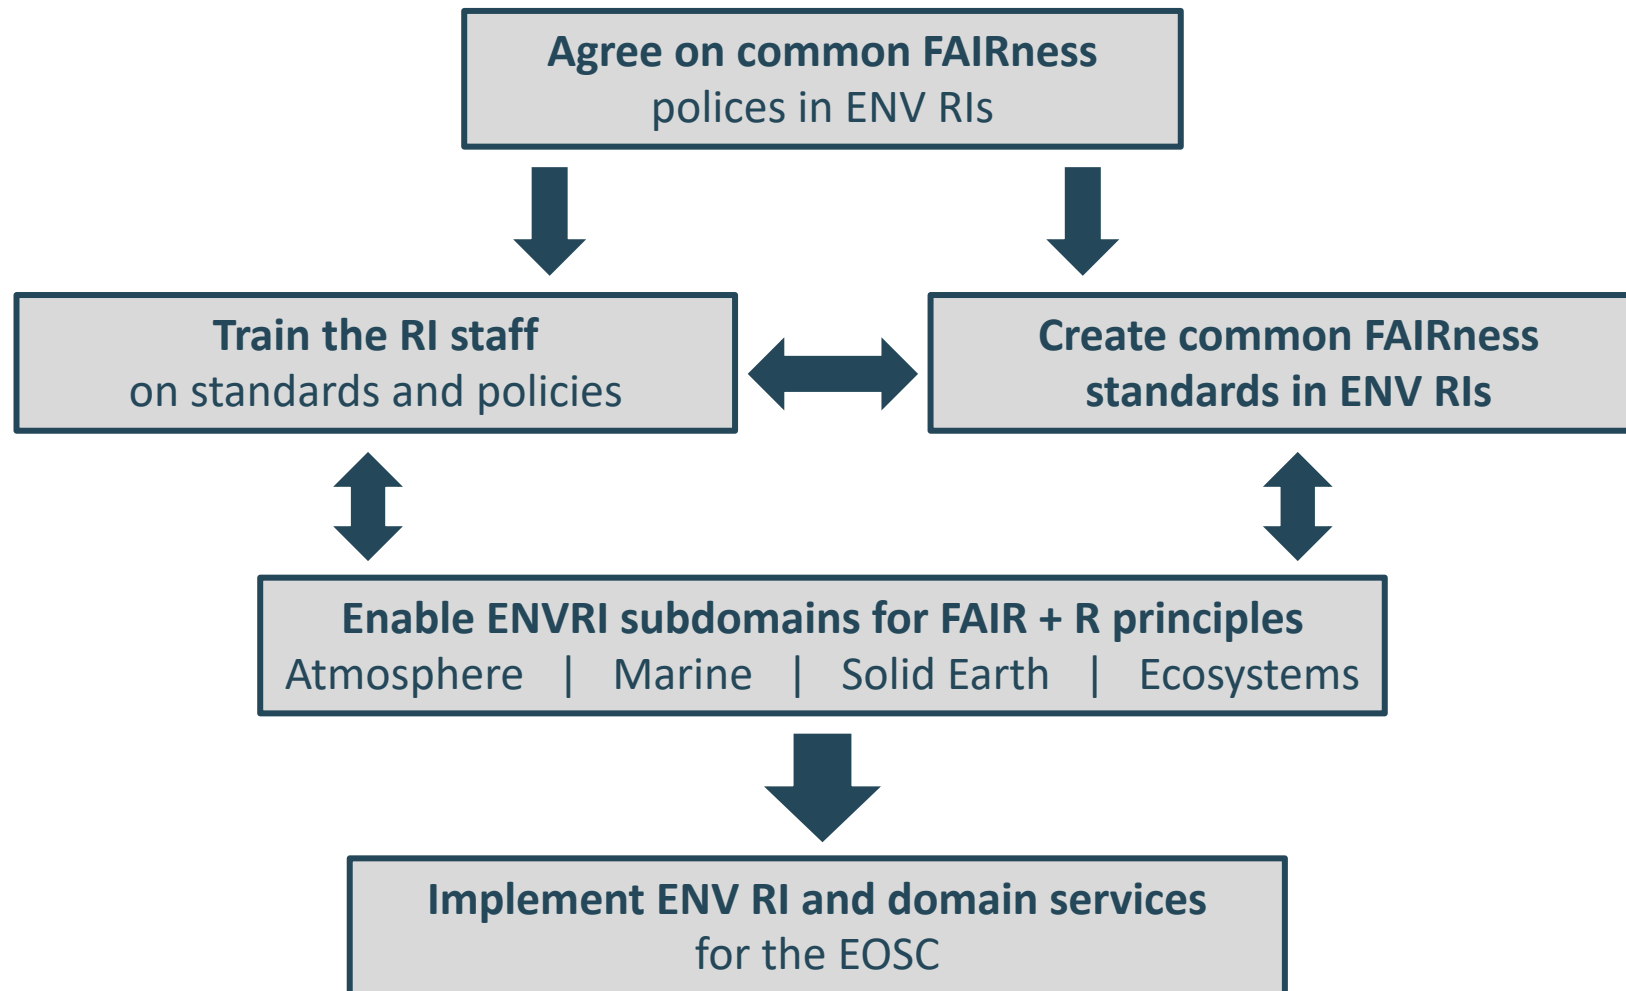 Agree on common FAIRness
polices in ENV RIs
Train the RI staff
on standards and policies
Create common FAIRness
standards in ENV RIs
Enable ENVRI subdomains for FAIR + R principles
Atmosphere | Marine | Solid Earth | Ecosystems
Implement ENV RI and domain services
for the EOSC